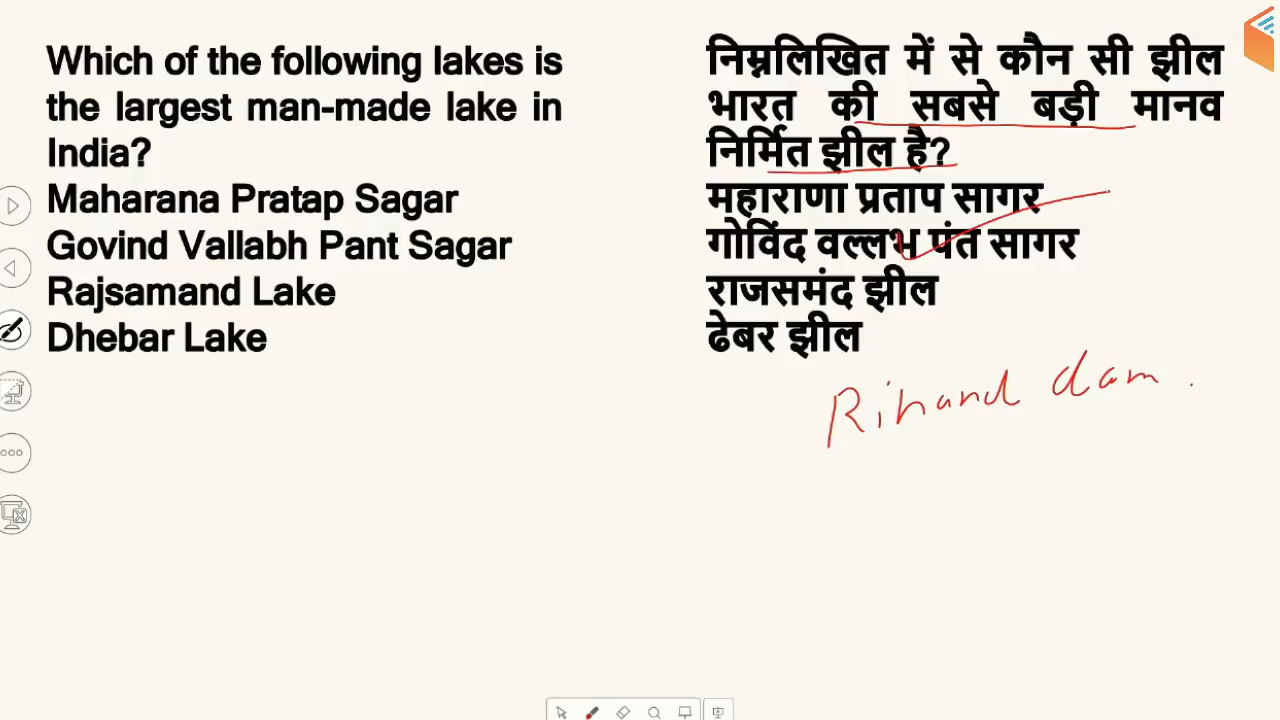 Which of the following lakes is
the largest man-made lake in
India?
Maharana Pratap Sagar
Govind Vallabh Pant Sagar
Rajsamand Lake
Dhebar Lake
निम्नलिखित में से कौन सी झील
भारत की सबसे बड़ी मानव
निर्मित झील है?
महाराणा प्रताप सागर
गोविंद वल्लभ पंत सागर
राजसमंद झील
ढेबर झील
Rihand dam.